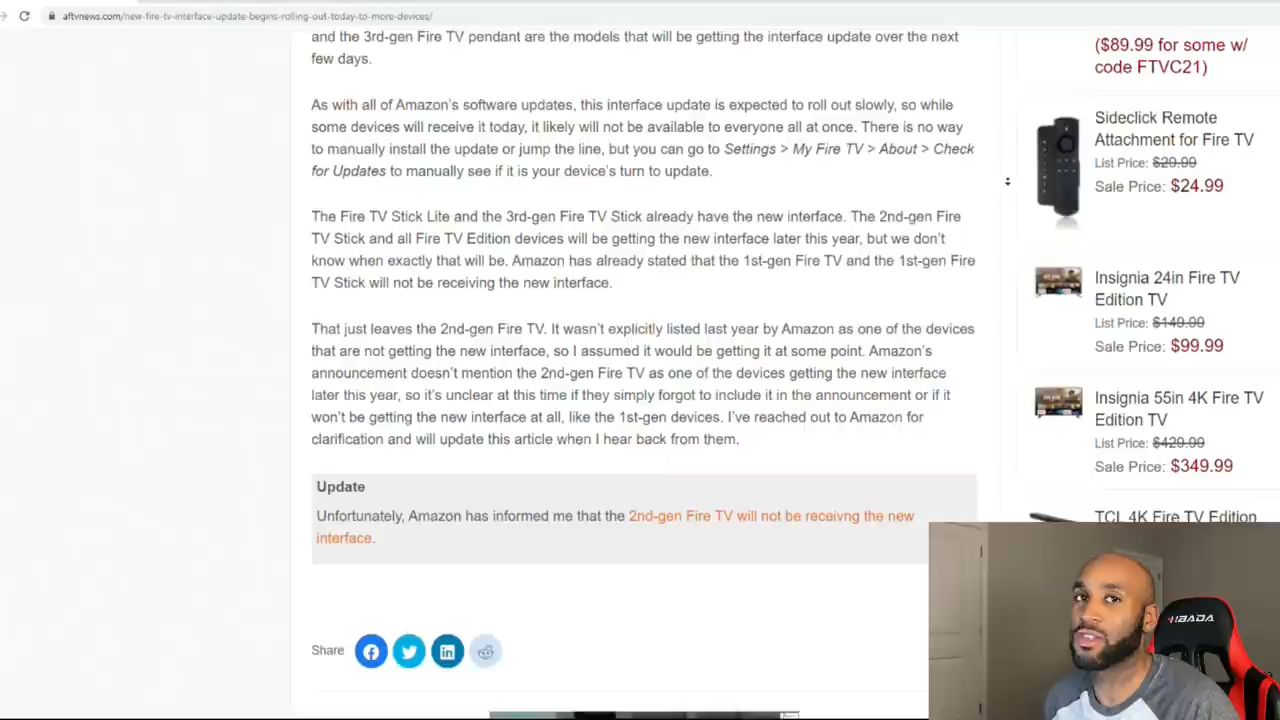 aftvnews.com/new-fire-tv-interface-update-begins-rolling-out-today-to-more-devices/
and the 3rd-gen Fire TV pendant are the models that will be getting the interface update over the next
few days.
As with all of Amazon's software updates, this interface update is expected to roll out slowly, so while
some devices will receive it today, it likely will not be available to everyone all at once. There is no way
to manually install the update or jump the line, but you can go to Settings > My Fire TV > About > Check
for Updates to manually see if it is your device's turn to update.
The Fire TV Stick Lite and the 3rd-gen Fire TV Stick already have the new interface. The 2nd-gen Fire
TV Stick and all Fire TV Edition devices will be getting the new interface later this year, but we don't
know when exactly that will be. Amazon has already stated that the 1st-gen Fire TV and the 1st-gen Fire
TV Stick will not be receiving the new interface.
That just leaves the 2nd-gen Fire TV. It wasn't explicitly listed last year by Amazon as one of the devices
that are not getting the new interface, so I assumed it would be getting it at some point. Amazon's
announcement doesn't mention the 2nd-gen Fire TV as one of the devices getting the new interface
later this year, so it's unclear at this time if they simply forgot to include it in the announcement or if it
won't be getting the new interface at all, like the 1st-gen devices. I've reached out to Amazon for
clarification and will update this article when I hear back from them.
Update
Unfortunately, Amazon has informed me that the 2nd-gen Fire TV will not be receivng the new
interface.
Share
($89.99 for some w/
code FTVC21)
Sideclick Remote
Attachment for Fire TV
List Price: $29.99
Sale Price: $24.99
Insignia 24in Fire TV
Edition TV
List Price: $149.99
Sale Price: $99.99
Insignia 55in 4K Fire TV
Edition TV
List Price: $429.99
Sale Price: $349.99
TCL 4K Fire TV Edition
HBADA